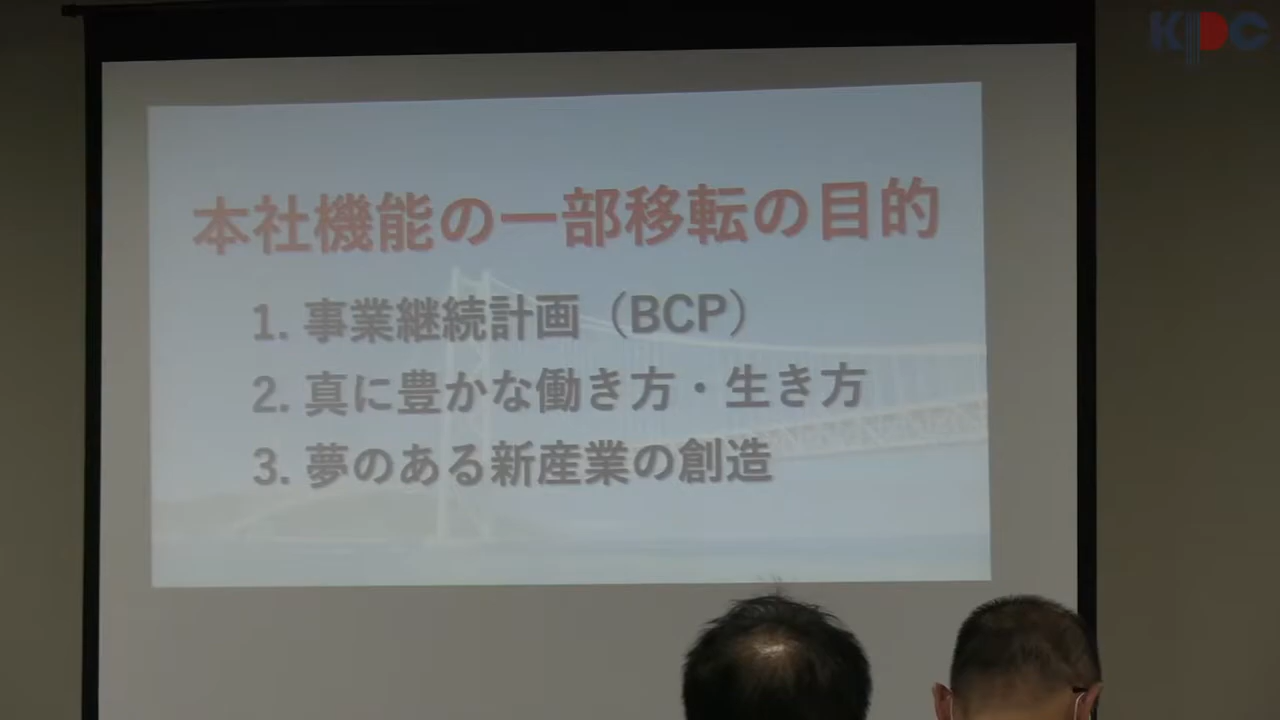 KPC
本社機能の一部移転の目的
1. 事業継続計画（BCP）
2. 真に豊かな働き方・生き方
3. 夢のある新産業の創造